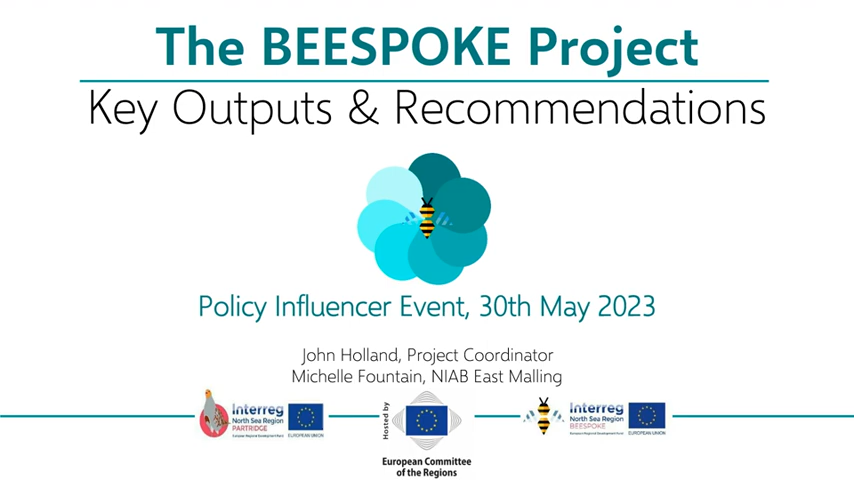 The BEESPOKE Project
Key Outputs & Recommendations
Policy Influencer Event, 30th May 2023
John Holland, Project Coordinator
Michelle Fountain, NIAB East Malling
Interreg
North Sea Region
PARTRIDGE
European Regional Development Fund
EUROPEAN UNION
Hosted by
European Committee
of the Regions
Interreg
North Sea Region
BEESPOKE
European Regional Development Fund
EUROPEAN UNION